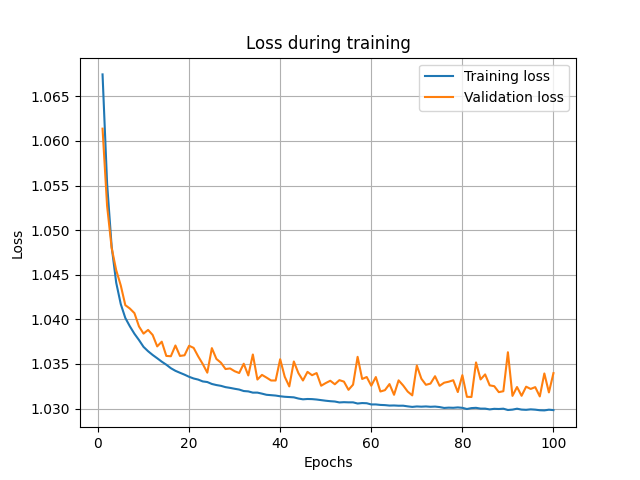 Loss during training
Training loss
Validation loss
1.065
1.060
1.055
1.050
1.045
1.040
1.035
1.030
Loss
0 20 40 60 80 100
Epochs